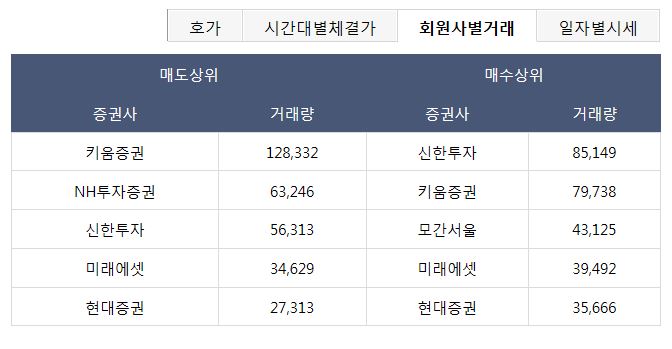 호가 시간대별체결가 회원사별거래 일자별시세
매도상위 매수상위
증권사 거래량 증권사 거래량
키움증권 128,332 신한투자 85,149
NH투자증권 63,246 키움증권 79,738
신한투자 56,313 모간서울 43,125
미래에셋 34,629 미래에셋 39,492
현대증권 27,313 현대증권 35,666